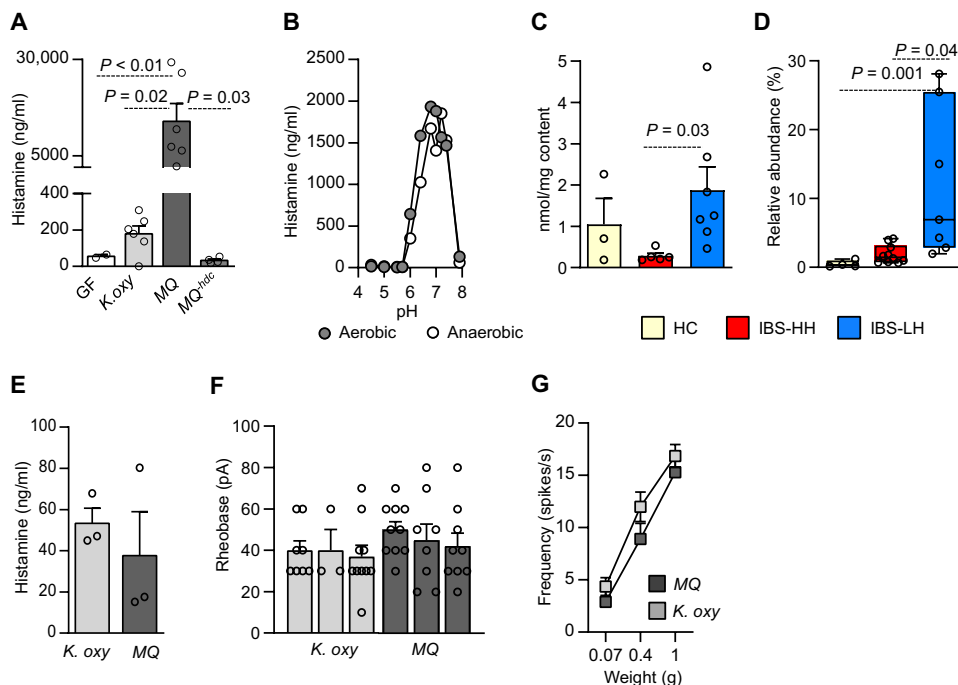 A
Histamine (ng/ml)
30,000
5000
400
200
0
P < 0.01
P = 0.02
P = 0.03
GF
K.oxy
MQ
MQ-hdc
B
Histamine (ng/ml)
2500
2000
1500
1000
500
0
4
5
6
7
8
pH
Aerobic
Anaerobic
C
nmol/mg content
5
4
3
2
1
0
P = 0.03
D
Relative abundance (%)
30
20
10
0
P = 0.04
P = 0.001
HC
IBS-HH
IBS-LH
E
Histamine (ng/ml)
100
80
60
40
20
0
K. oxy
MQ
F
Rheobase (pA)
100
80
60
40
20
0
K. oxy
MQ
G
Frequency (spikes/s)
20
15
10
5
0
MQ
K. oxy
0.07 0.4 1
Weight (g)